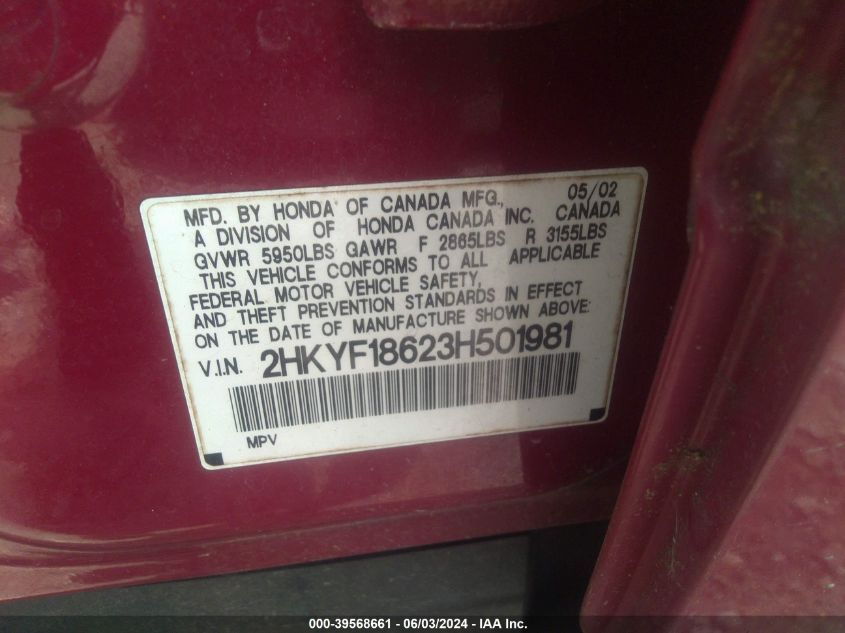 MFD. BY HONDA OF CANADA MFG., 05/02
A DIVISION OF HONDA CANADA INC. CANADA
GVWR 5950LBS GAWR F 2865LBS R 3155LBS
THIS VEHICLE CONFORMS TO ALL APPLICABLE
FEDERAL MOTOR VEHICLE SAFETY,
AND THEFT PREVENTION STANDARDS IN EFFECT
ON THE DATE OF MANUFACTURE SHOWN ABOVE:
V.I.N. 2HKYF18623H501981
MPV
000-39568661 - 06/03/2024 - IAA Inc.